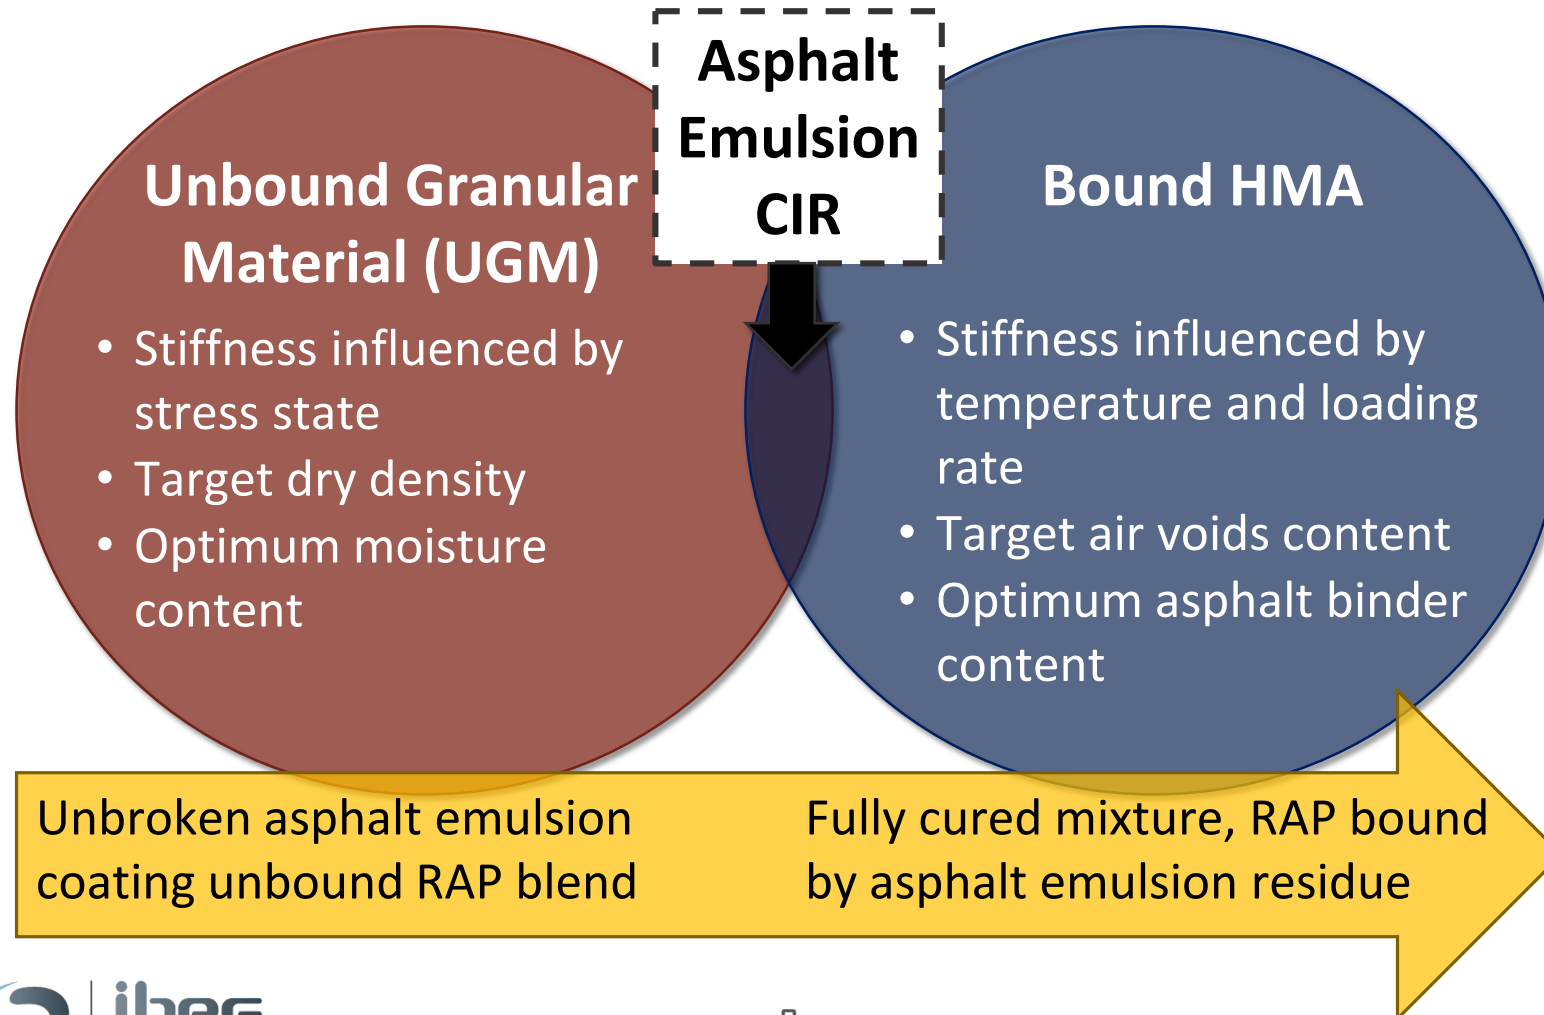 Asphalt
Emulsion
CIR
Unbound Granular
Material (UGM)
• Stiffness influenced by
stress state
• Target dry density
• Optimum moisture
content
Bound HMA
• Stiffness influenced by
temperature and loading
rate
• Target air voids content
• Optimum asphalt binder
content
Unbroken asphalt emulsion
coating unbound RAP blend
Fully cured mixture, RAP bound
by asphalt emulsion residue